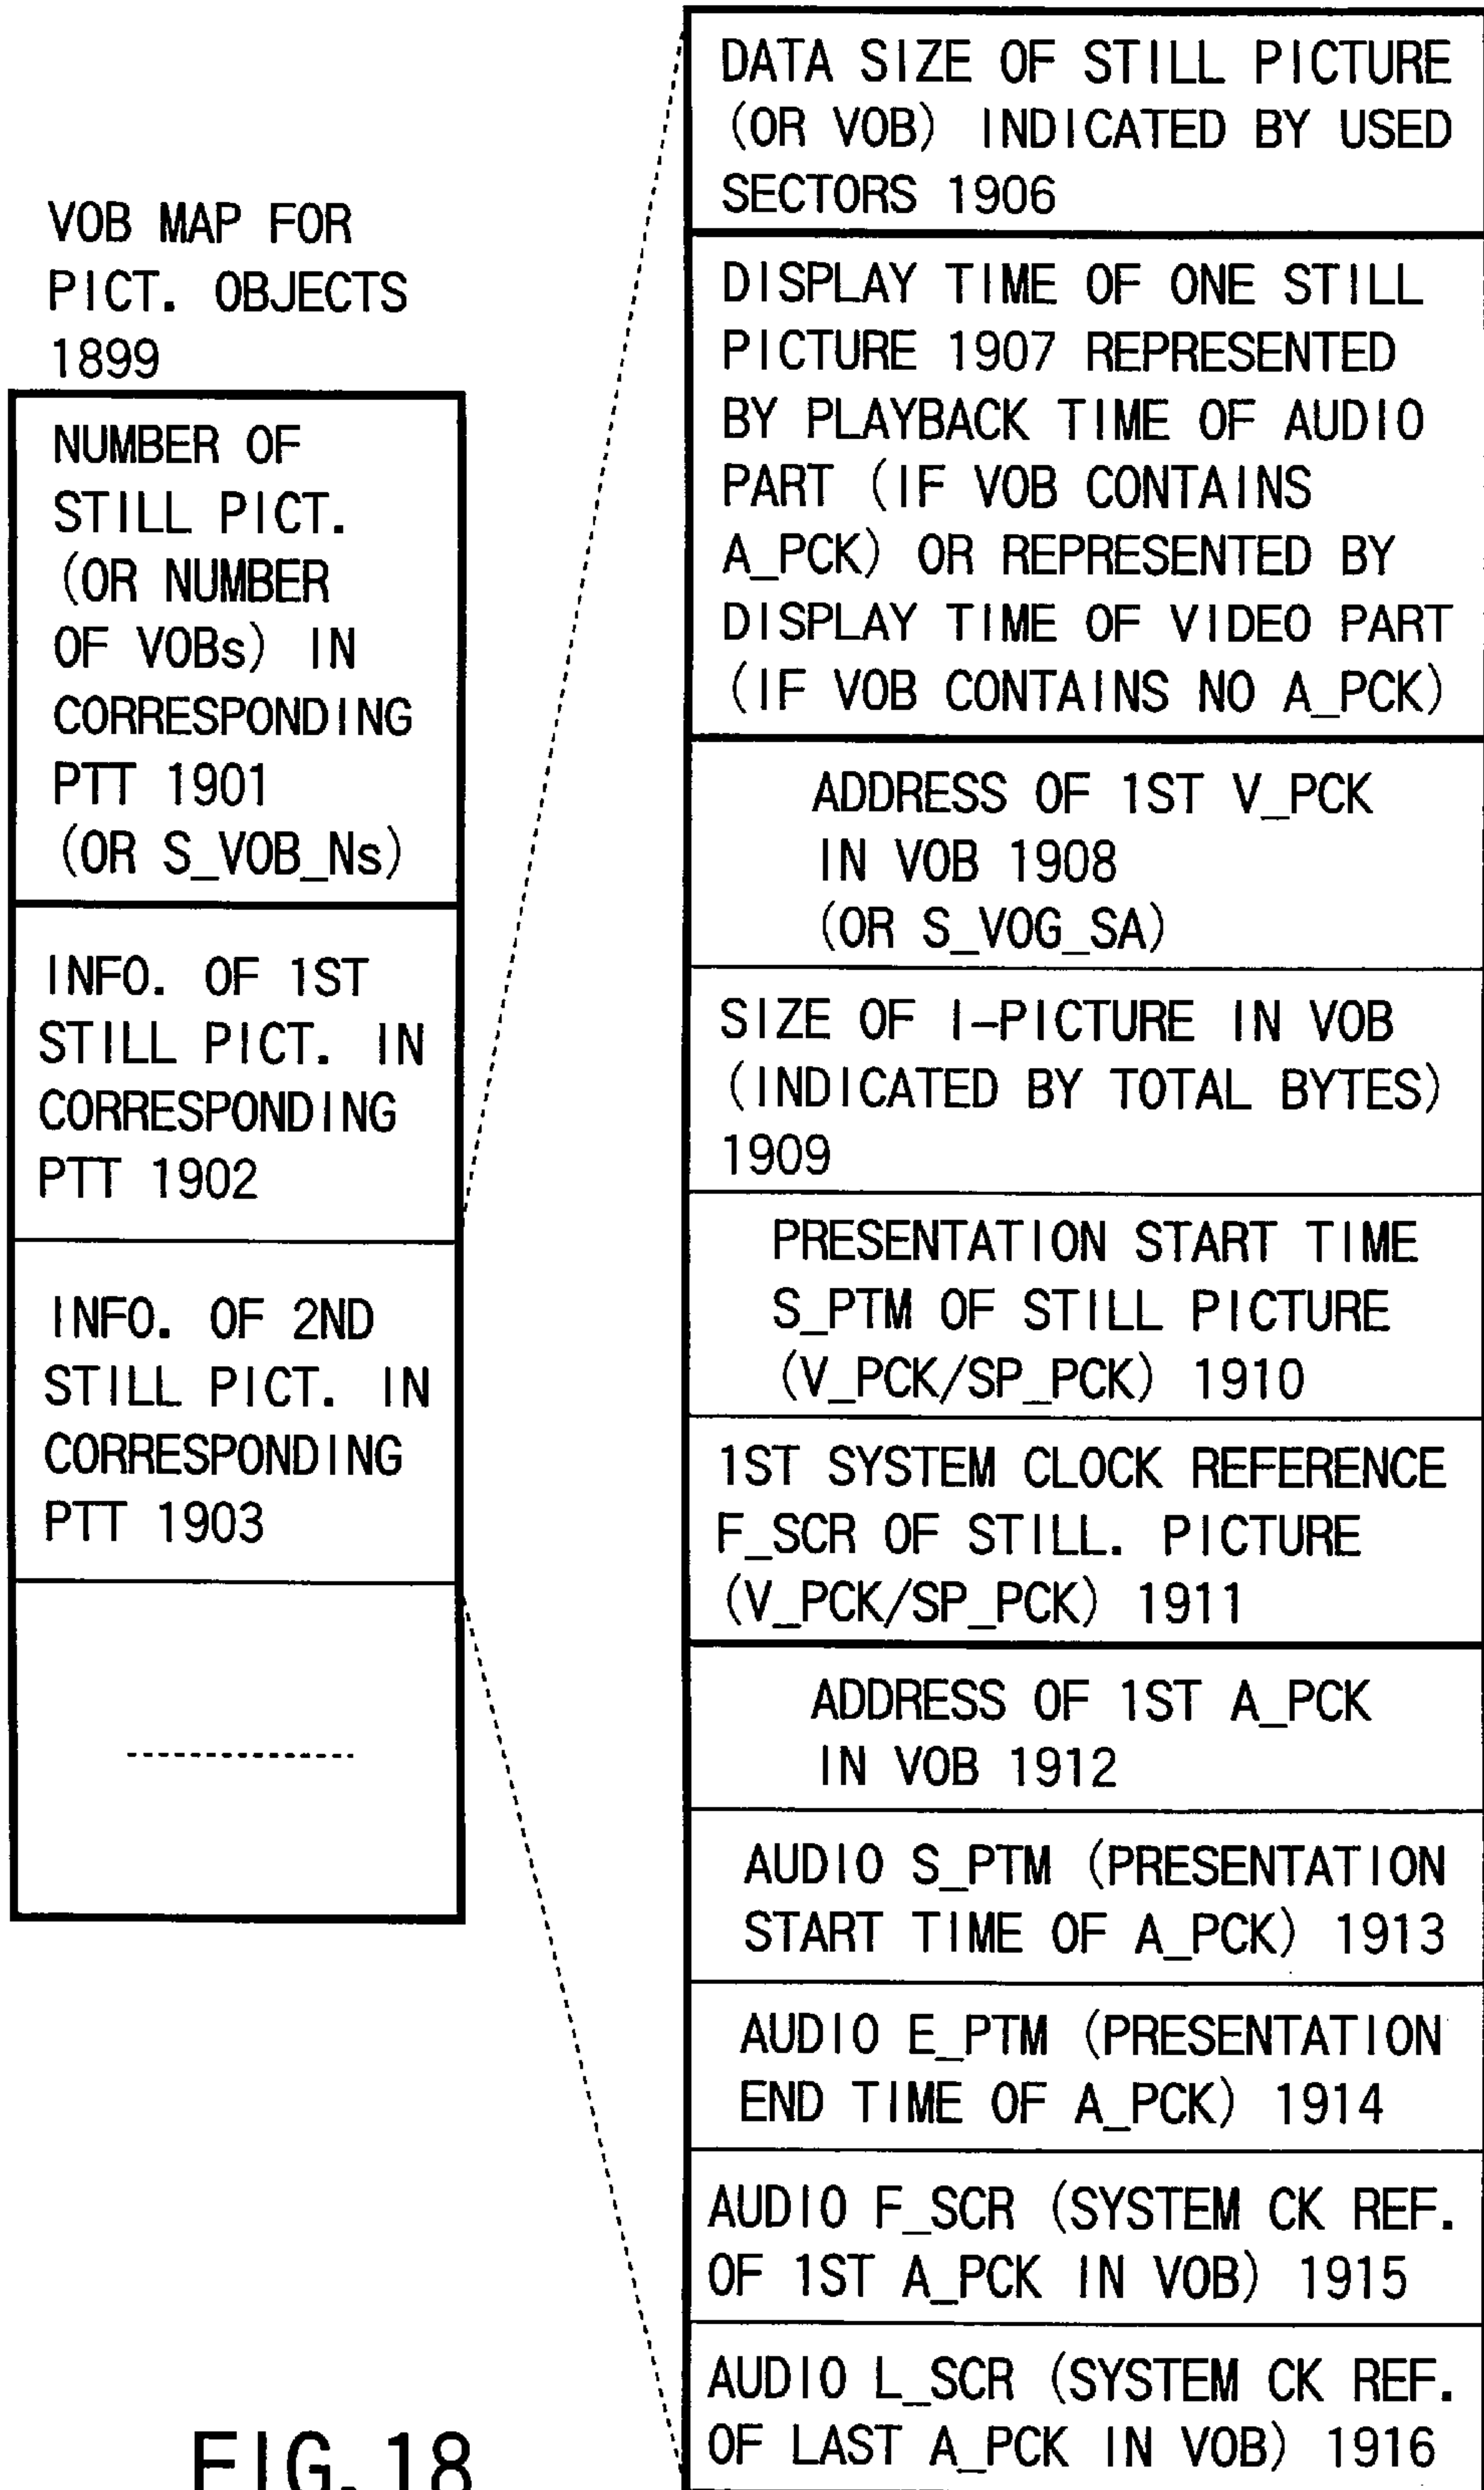 VOB MAP FOR
PICT. OBJECTS
1899
NUMBER OF
STILL PICT.
(OR NUMBER
OF VOBs) IN
CORRESPONDING
PTT 1901
(OR S_VOB_Ns)
INFO. OF 1ST
STILL PICT. IN
CORRESPONDING
PTT 1902
INFO. OF 2ND
STILL PICT. IN
CORRESPONDING
PTT 1903
DATA SIZE OF STILL PICTURE
(OR VOB) INDICATED BY USED
SECTORS 1906
DISPLAY TIME OF ONE STILL
PICTURE 1907 REPRESENTED
BY PLAYBACK TIME OF AUDIO
PART (IF VOB CONTAINS
A_PCK) OR REPRESENTED BY
DISPLAY TIME OF VIDEO PART
(IF VOB CONTAINS NO A_PCK)
ADDRESS OF 1ST V_PCK
IN VOB 1908
(OR S_VOG_SA)
SIZE OF I-PICTURE IN VOB
(INDICATED BY TOTAL BYTES)
1909
PRESENTATION START TIME
S_PTM OF STILL PICTURE
(V_PCK/SP_PCK) 1910
1ST SYSTEM CLOCK REFERENCE
F_SCR OF STILL. PICTURE
(V_PCK/SP_PCK) 1911
ADDRESS OF 1ST A_PCK
IN VOB 1912
AUDIO S_PTM (PRESENTATION
START TIME OF A_PCK) 1913
AUDIO E_PTM (PRESENTATION
END TIME OF A_PCK) 1914
AUDIO F_SCR (SYSTEM CK REF.
OF 1ST A_PCK IN VOB) 1915
AUDIO L_SCR (SYSTEM CK REF.
OF LAST A_PCK IN VOB) 1916
FIG. 18